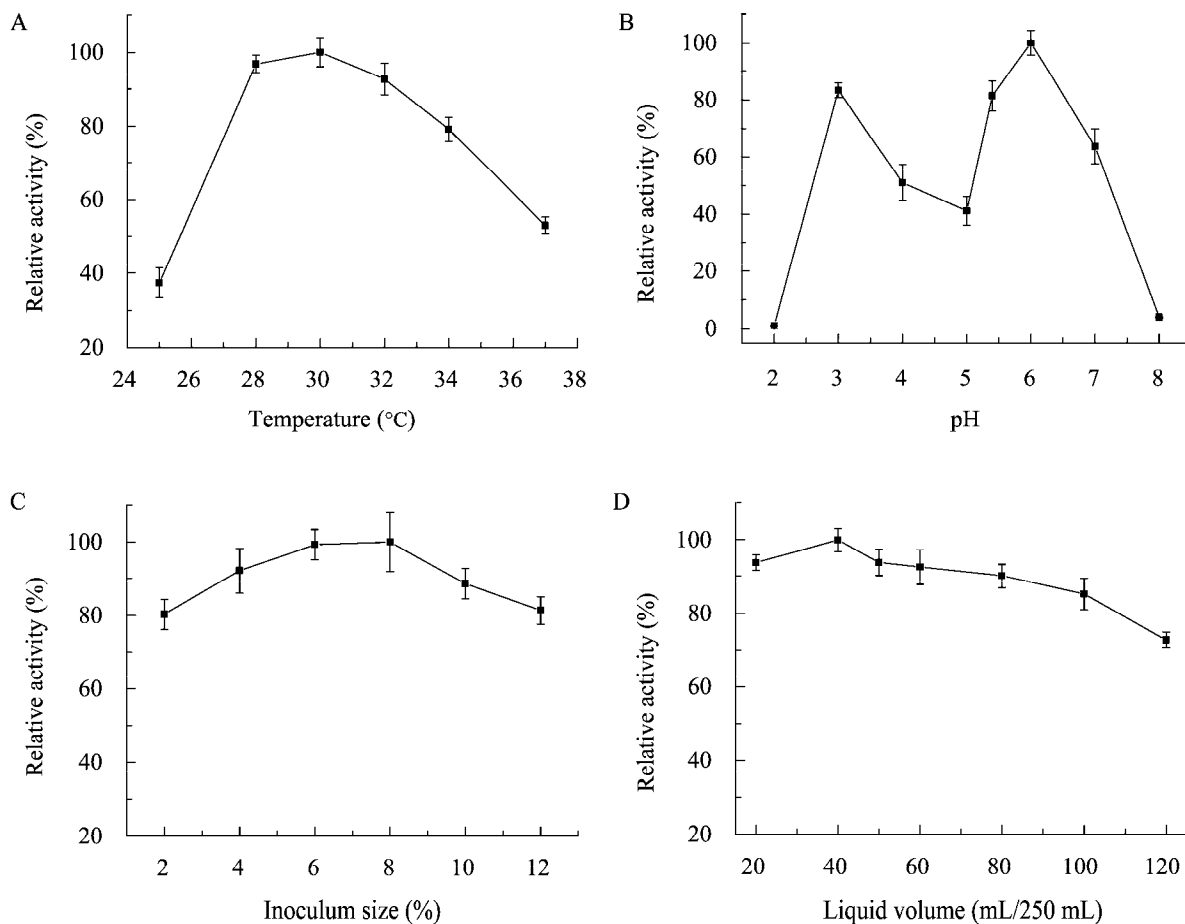 A
Relative activity (%)
100
80
60
40
20
24 26 28 30 32 34 36 38
Temperature (°C)
B
Relative activity (%)
100
80
60
40
20
0
2 3 4 5 6 7 8
pH
C
Relative activity (%)
100
80
60
40
20
2 4 6 8 10 12
Inoculum size (%)
D
Relative activity (%)
100
80
60
40
20
20 40 60 80 100 120
Liquid volume (mL/250 mL)